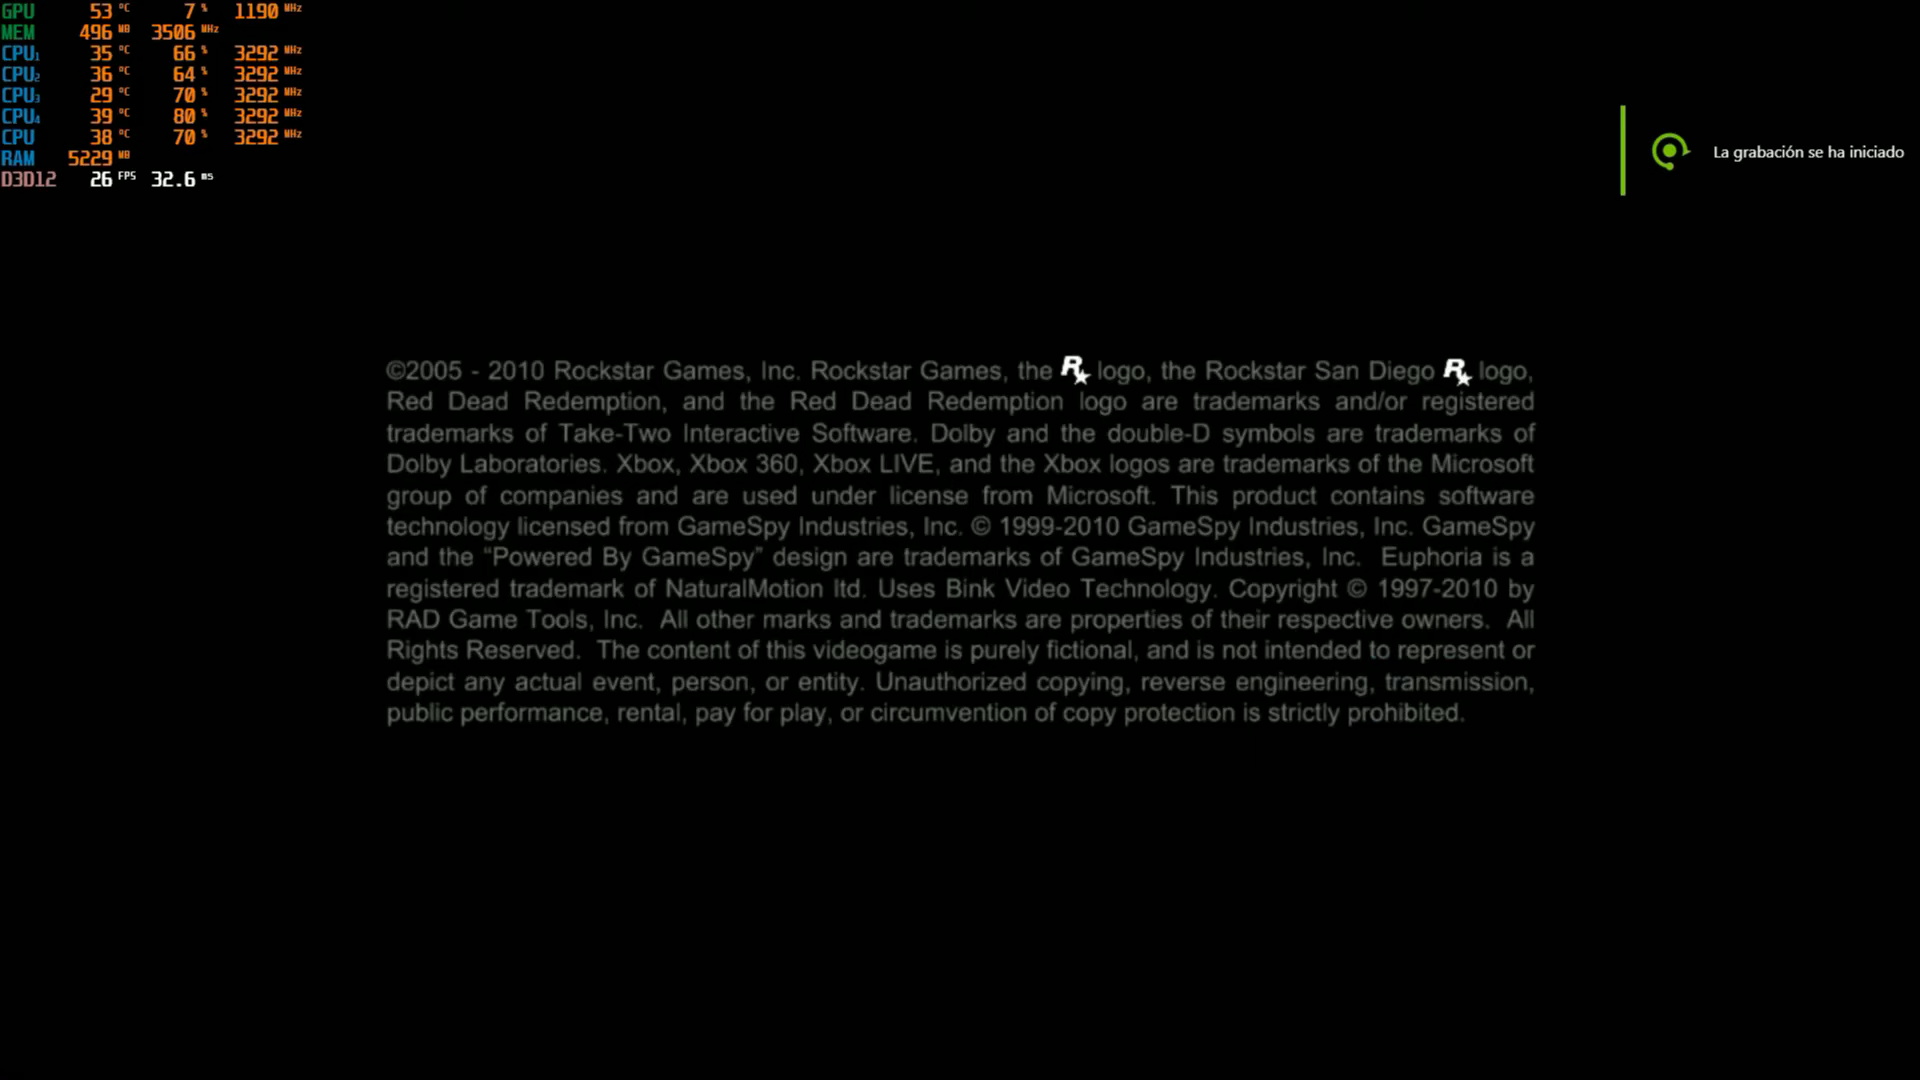 GPU 53 °C 7 % 1190 MHz
MEM 496 MB 3506 MHz
CPU1 35 °C 66 % 3292 MHz
CPU2 36 °C 64 % 3292 MHz
CPU3 29 °C 70 % 3292 MHz
CPU4 39 °C 80 % 3292 MHz
CPU 38 °C 70 % 3292 MHz
RAM 5229 MB
D3D12 26 FPS 32.6 ms
La grabación se ha iniciado
©2005 - 2010 Rockstar Games, Inc. Rockstar Games, the R logo, the Rockstar San Diego R logo,
Red Dead Redemption, and the Red Dead Redemption logo are trademarks and/or registered
trademarks of Take-Two Interactive Software. Dolby and the double-D symbols are trademarks of
Dolby Laboratories. Xbox, Xbox 360, Xbox LIVE, and the Xbox logos are trademarks of the Microsoft
group of companies and are used under license from Microsoft. This product contains software
technology licensed from GameSpy Industries, Inc. © 1999-2010 GameSpy Industries, Inc. GameSpy
and the “Powered By GameSpy” design are trademarks of GameSpy Industries, Inc. Euphoria is a
registered trademark of NaturalMotion ltd. Uses Bink Video Technology. Copyright © 1997-2010 by
RAD Game Tools, Inc. All other marks and trademarks are properties of their respective owners. All
Rights Reserved. The content of this videogame is purely fictional, and is not intended to represent or
depict any actual event, person, or entity. Unauthorized copying, reverse engineering, transmission,
public performance, rental, pay for play, or circumvention of copy protection is strictly prohibited.